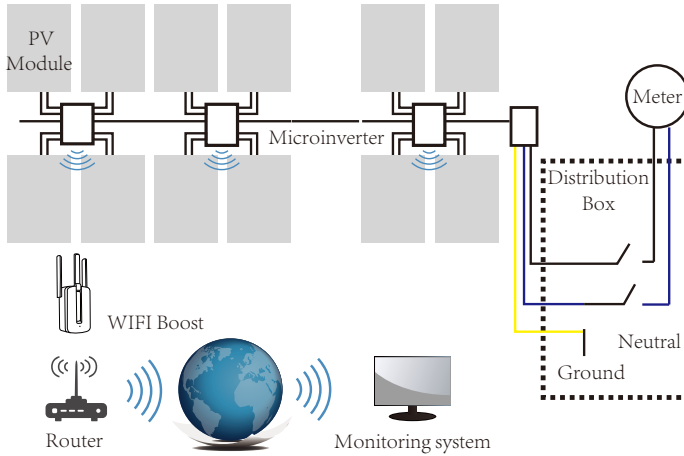 PV
Module
Meter
Microinverter
Distribution
Box
WIFI Boost
Neutral
Ground
Router
Monitoring system